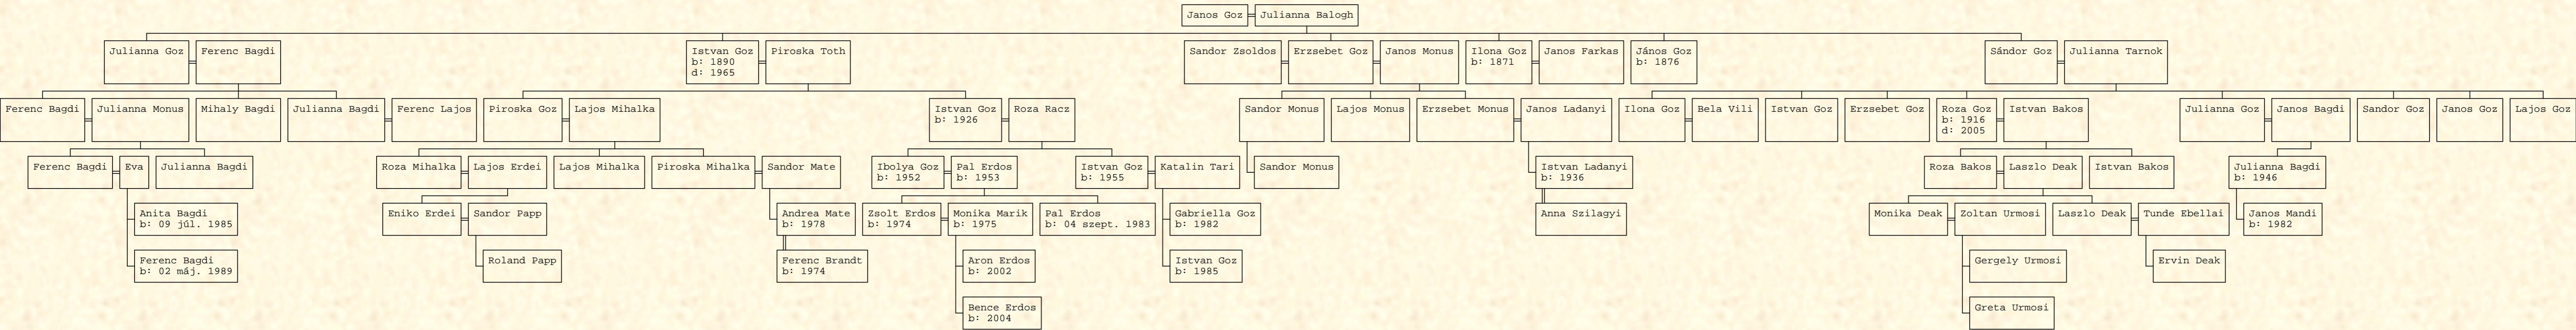 Janos Goz
Julianna Balogh
Julianna Goz
Ferenc Bagdi
Istvan Goz
b: 1890
d: 1965
Piroska Toth
Sandor Zsoldos
Erzsebet Goz
Janos Monus
Ilona Goz
b: 1871
Janos Farkas
János Goz
b: 1876
Sándor Goz
Julianna Tarnok
Ferenc Bagdi
Julianna Monus
Mihaly Bagdi
Julianna Bagdi
Ferenc Lajos
Piroska Goz
Lajos Mihalka
Istvan Goz
b: 1926
Roza Racz
Sandor Monus
Lajos Monus
Erzsebet Monus
Janos Ladanyi
Ilona Goz
Bela Vili
Istvan Goz
Erzsebet Goz
Roza Goz
b: 1916
d: 2005
Istvan Bakos
Julianna Goz
Janos Bagdi
Sandor Goz
Janos Goz
Lajos Goz
Ferenc Bagdi
Eva
Julianna Bagdi
Roza Mihalka
Lajos Erdei
Lajos Mihalka
Piroska Mihalka
Sandor Mate
Ibolya Goz
b: 1952
Pal Erdos
b: 1953
Istvan Goz
b: 1955
Katalin Tari
Sandor Monus
Istvan Ladanyi
b: 1936
Roza Bakos
Laszlo Deak
Istvan Bakos
Julianna Bagdi
b: 1946
Anita Bagdi
b: 09 júl. 1985
Eniko Erdei
Sandor Papp
Andrea Mate
b: 1978
Zsolt Erdos
b: 1974
Monika Marik
b: 1975
Pal Erdos
b: 04 szept. 1983
Gabriella Goz
b: 1982
Anna Szilagyi
Monika Deak
Zoltan Urmosi
Laszlo Deak
Tunde Ebellai
Janos Mandi
b: 1982
Ferenc Bagdi
b: 02 máj. 1989
Roland Papp
Ferenc Brandt
b: 1974
Aron Erdos
b: 2002
Istvan Goz
b: 1985
Gergely Urmosi
Ervin Deak
Bence Erdos
b: 2004
Greta Urmosi